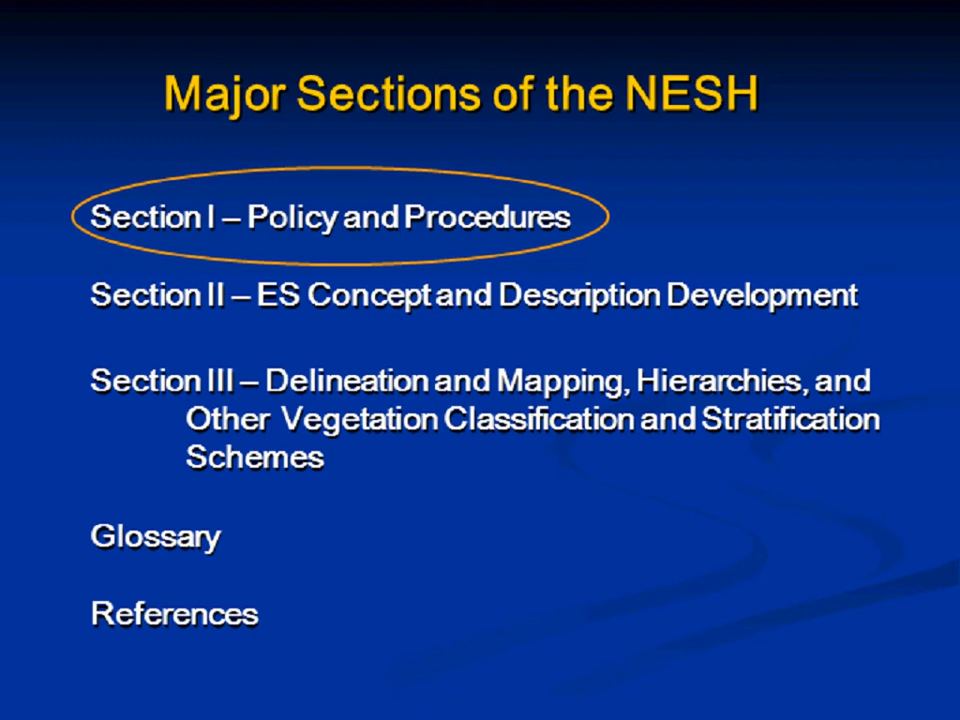 Major Sections of the NESH
Section I – Policy and Procedures
Section II – ES Concept and Description Development
Section III – Delineation and Mapping, Hierarchies, and
Other Vegetation Classification and Stratification
Schemes
Glossary
References